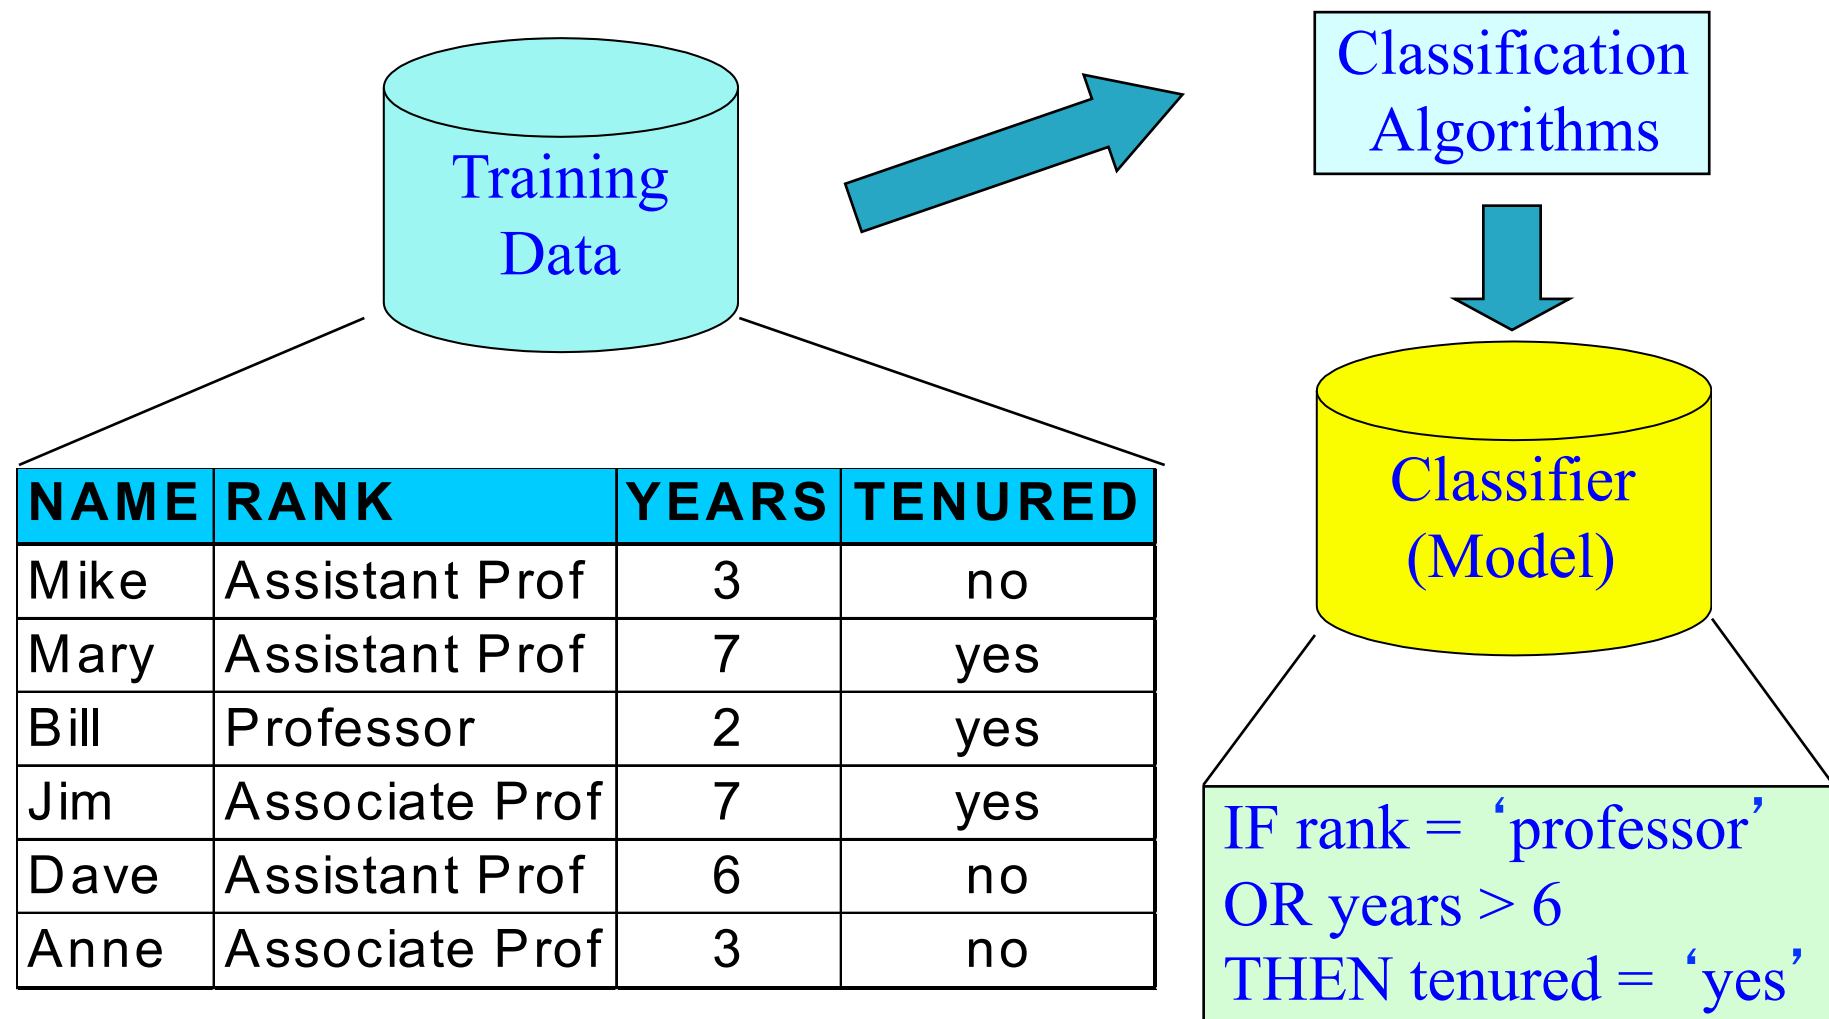 Training
Data
Classification
Algorithms
Classifier
(Model)
NAME RANK YEARS TENURED
Mike Assistant Prof 3 no
Mary Assistant Prof 7 yes
Bill Professor 2 yes
Jim Associate Prof 7 yes
Dave Assistant Prof 6 no
Anne Associate Prof 3 no
IF rank = ‘professor’
OR years > 6
THEN tenured = ‘yes’